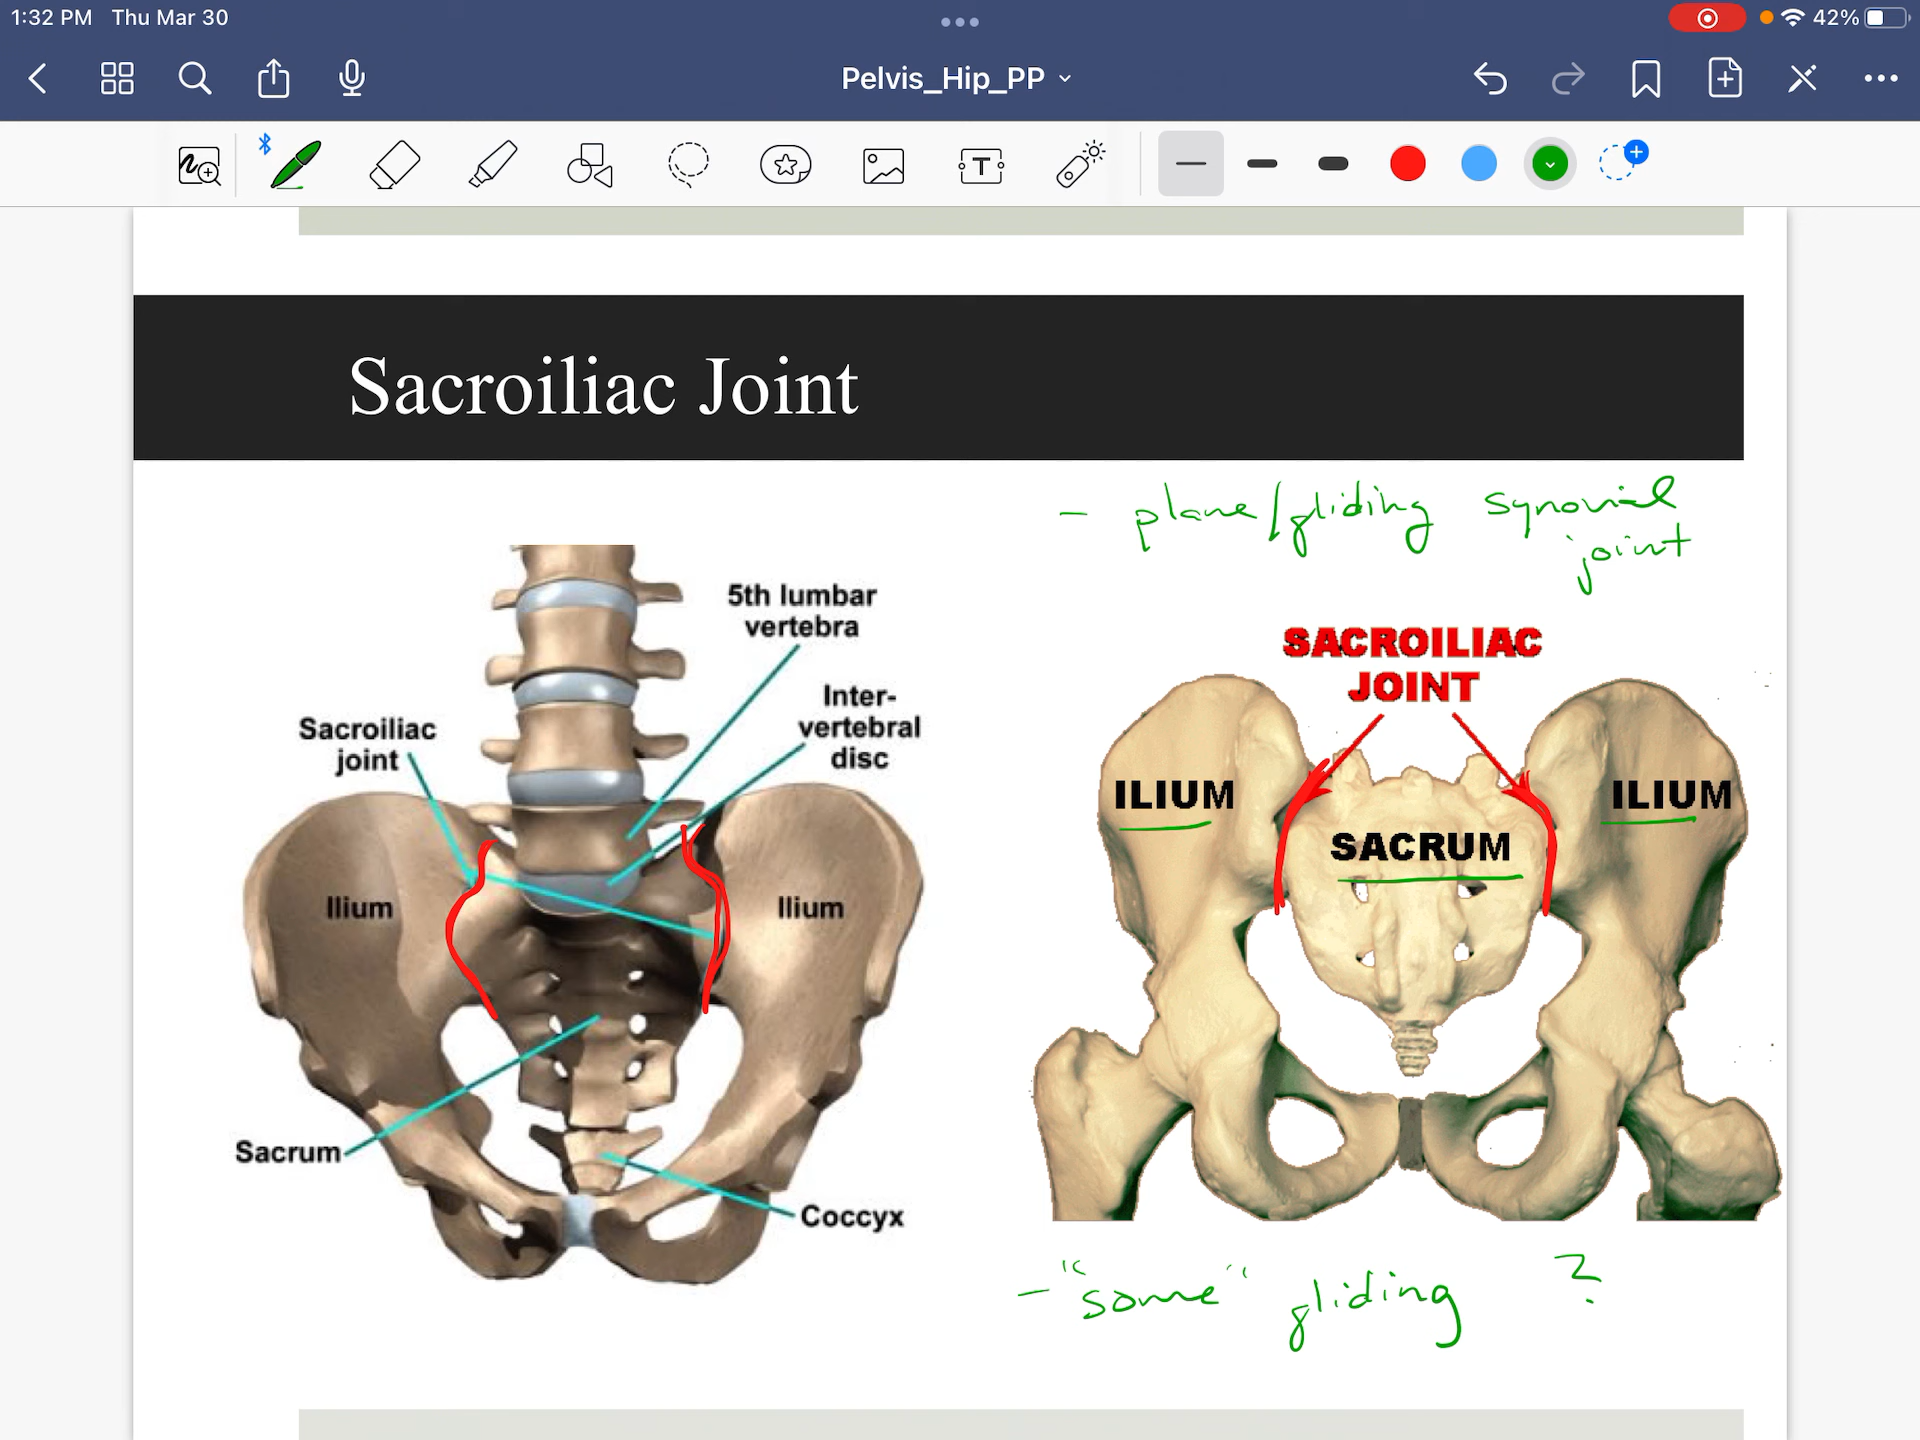 1:32 PM Thu Mar 30
42%
Pelvis_Hip_PP
T
Sacroiliac Joint
- plane/gliding synovial
joint
5th lumbar
vertebra
Inter-
vertebral
disc
Sacroiliac
joint
Ilium
Ilium
Sacrum
Coccyx
SACROILIAC
JOINT
ILIUM
ILIUM
SACRUM
- "some" gliding ?